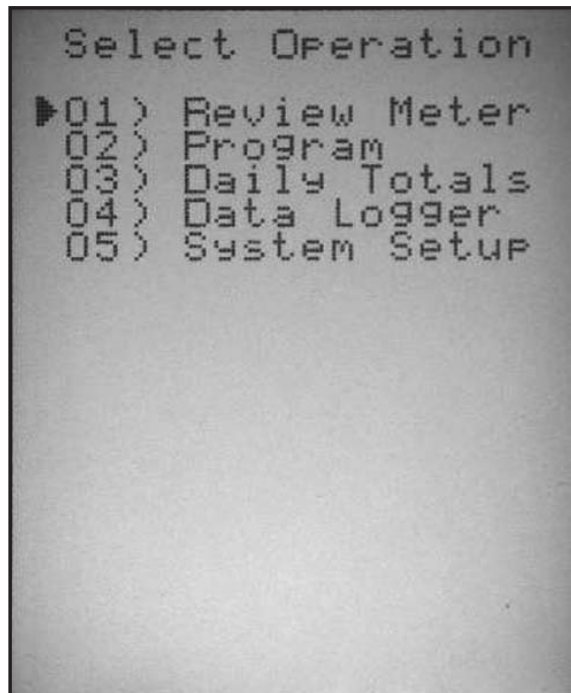 Select Operation
▶01) Review Meter
02) Program
03) Daily Totals
04) Data Logger
05) System Setup